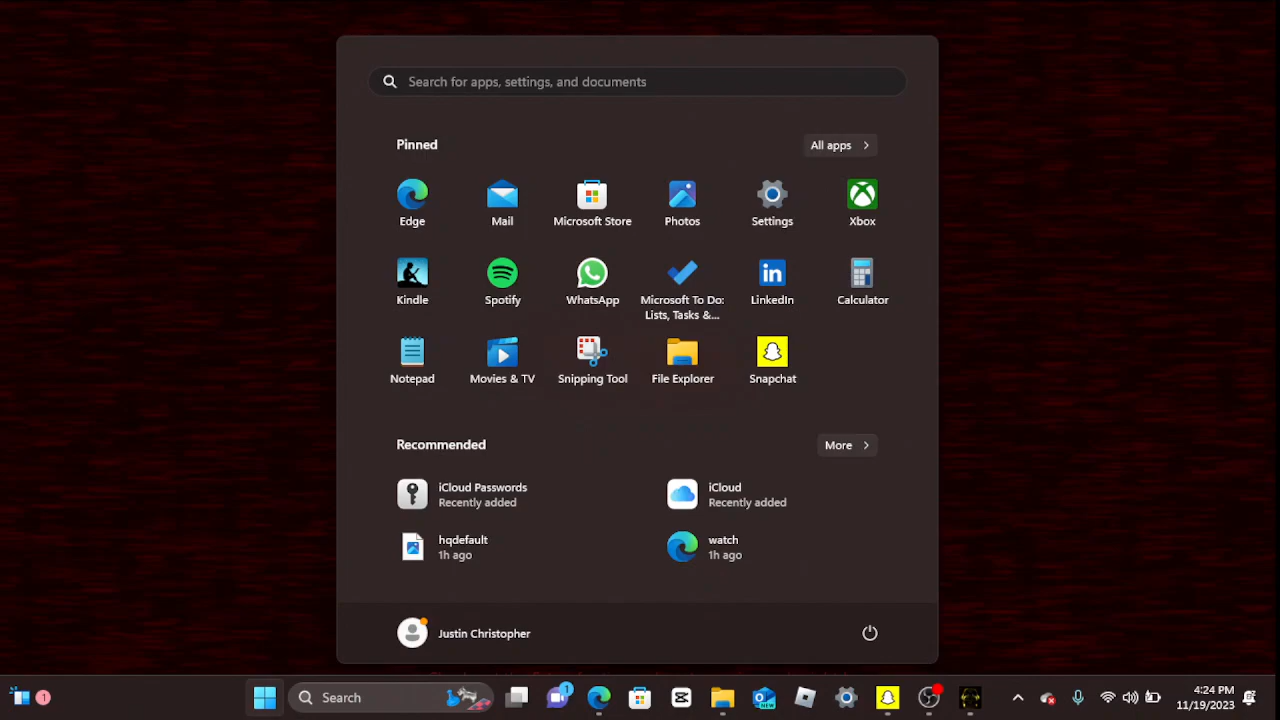 Search for apps, settings, and documents
Pinned
All apps
Edge
Mail
Microsoft Store
Photos
Settings
Xbox
Kindle
Spotify
WhatsApp
Microsoft To Do:
Lists, Tasks &...
LinkedIn
Calculator
Notepad
Movies & TV
Snipping Tool
File Explorer
Snapchat
Recommended
More
iCloud Passwords
Recently added
iCloud
Recently added
hqdefault
1h ago
watch
1h ago
Justin Christopher
1
Search
1
NEW
4:24 PM
11/19/2023